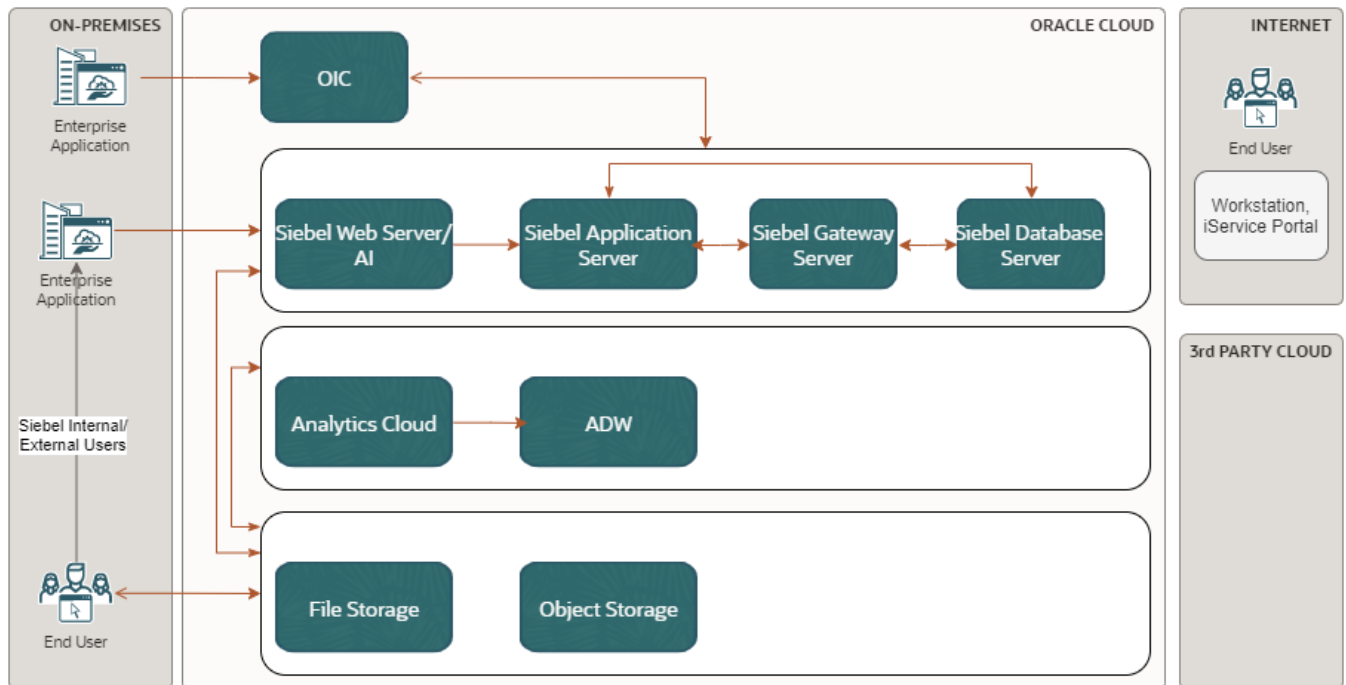 ON-PREMISES
Enterprise
Application
Enterprise
Application
Siebel Internal/
External Users
End User
ORACLE CLOUD
OIC
Siebel Web Server/
AI
Siebel Application
Server
Siebel Gateway
Server
Siebel Database
Server
Analytics Cloud
ADW
File Storage
Object Storage
INTERNET
End User
Workstation,
iService Portal
3rd PARTY CLOUD